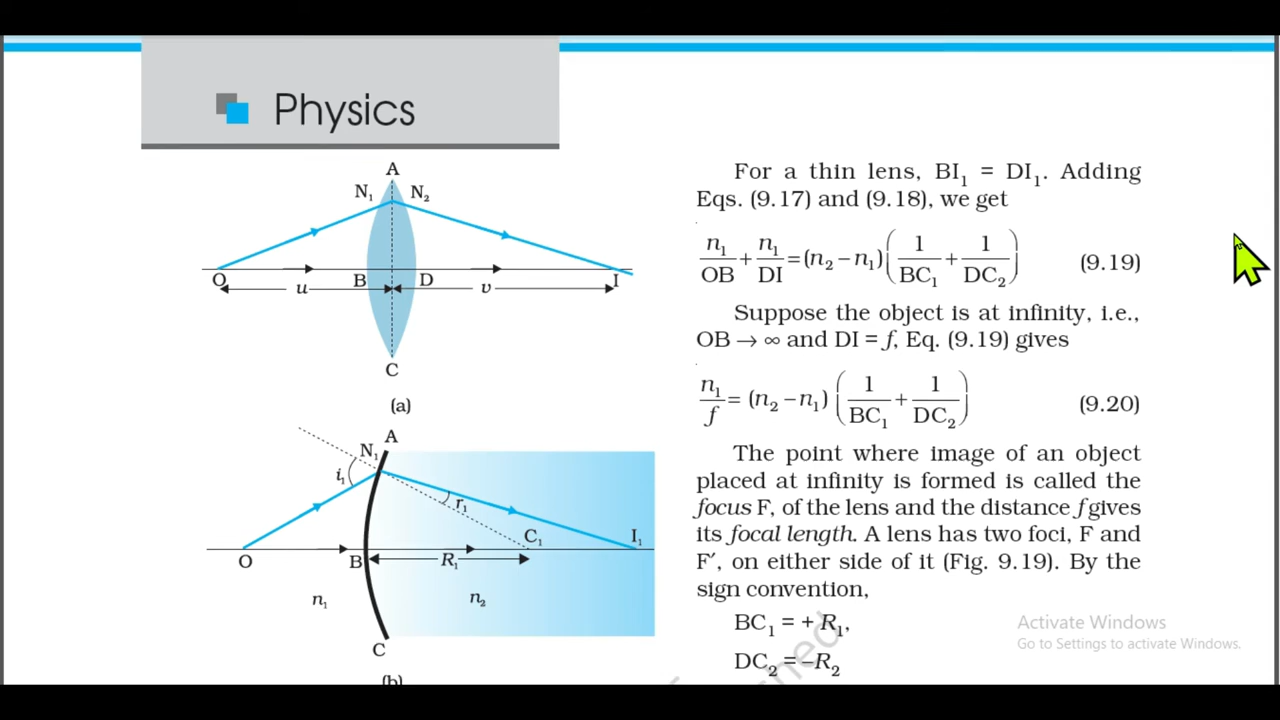 Physics
A
N₁ N₂
O u B D v I
C
(a)
A
N₁
i₁
r₁
C₁ I₁
O B R₁
n₁ n₂
C
(b)
For a thin lens, BI₁ = DI₁. Adding
Eqs. (9.17) and (9.18), we get
n₁/OB + n₁/DI = (n₂ – n₁)(1/BC₁ + 1/DC₂) (9.19)
Suppose the object is at infinity, i.e.,
OB → ∞ and DI = f, Eq. (9.19) gives
n₁/f = (n₂ – n₁)(1/BC₁ + 1/DC₂) (9.20)
The point where image of an object
placed at infinity is formed is called the
focus F, of the lens and the distance f gives
its focal length. A lens has two foci, F and
F′, on either side of it (Fig. 9.19). By the
sign convention,
BC₁ = + R₁,
DC₂ = –R₂
Activate Windows
Go to Settings to activate Windows.